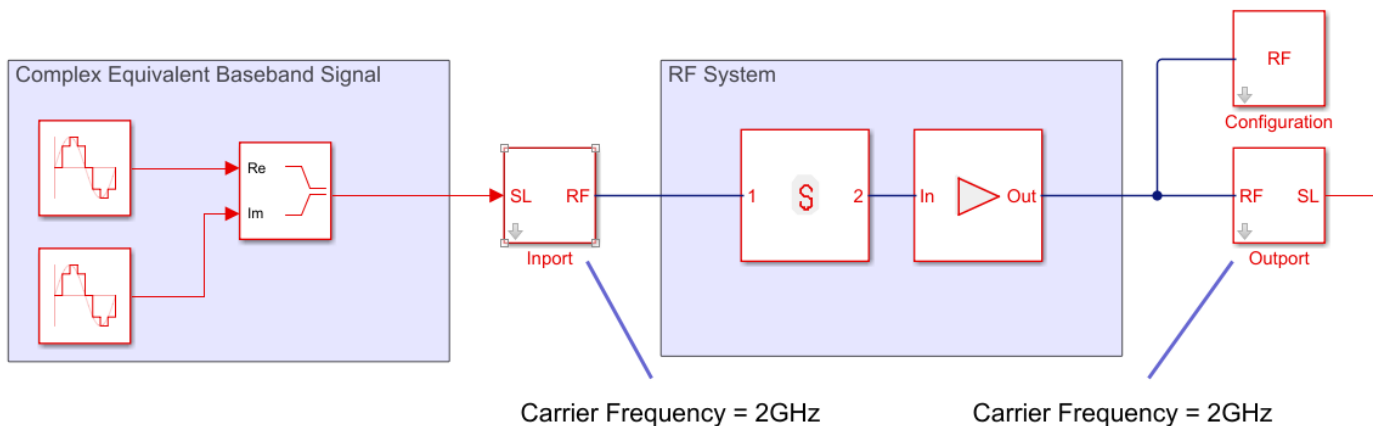 Complex Equivalent Baseband Signal
RF System
RF
Configuration
Re
Im
SL RF
Inport
1 S 2
In Out
RF SL
Outport
Carrier Frequency = 2GHz
Carrier Frequency = 2GHz